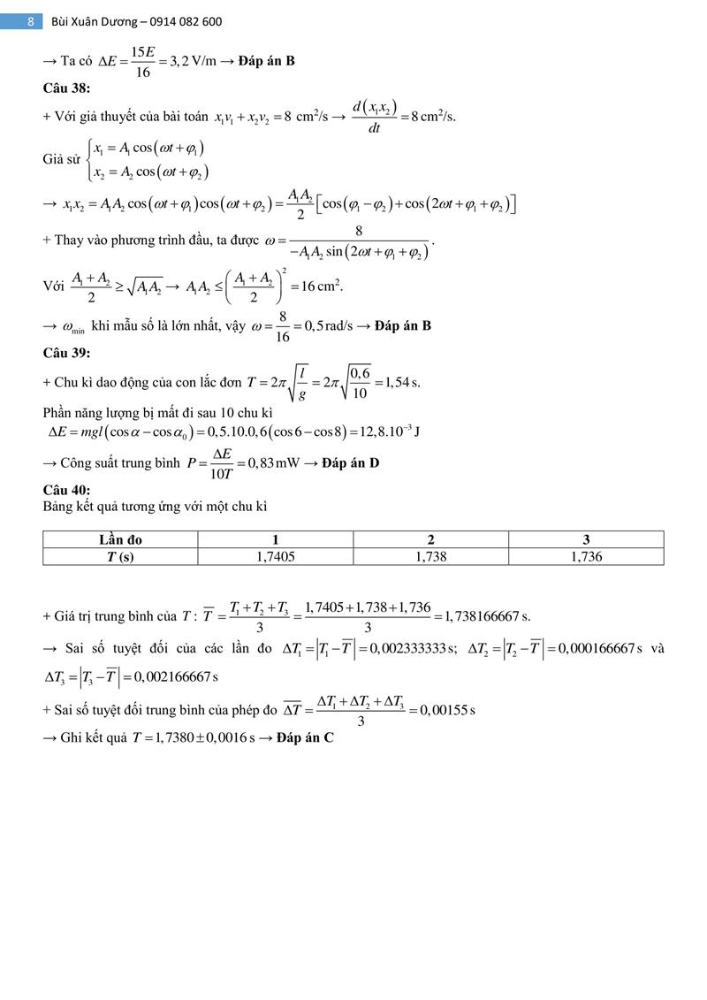 8 Bùi Xuân Dương – 0914 082 600
→ Ta có ΔE = 15E/16 = 3,2 V/m → Đáp án B
Câu 38:
+ Với giả thuyết của bài toán x₁v₁ + x₂v₂ = 8 cm²/s → d(x₁x₂)/dt = 8 cm²/s.
Giả sử { x₁ = A₁cos(ωt + φ₁)
x₂ = A₂cos(ωt + φ₂)
→ x₁x₂ = A₁A₂cos(ωt + φ₁)cos(ωt + φ₂) = A₁A₂/2 [cos(φ₁ − φ₂) + cos(2ωt + φ₁ + φ₂)]
+ Thay vào phương trình đầu, ta được ω = 8/(−A₁A₂sin(2ωt + φ₁ + φ₂)).
Với (A₁ + A₂)/2 ≥ √(A₁A₂) → A₁A₂ ≤ ((A₁ + A₂)/2)² = 16 cm².
→ ωmin khi mẫu số là lớn nhất, vậy ω = 8/16 = 0,5 rad/s → Đáp án B
Câu 39:
+ Chu kì dao động của con lắc đơn T = 2π√(l/g) = 2π√(0,6/10) = 1,54 s.
Phần năng lượng bị mất đi sau 10 chu kì
ΔE = mgl(cosα − cosα₀) = 0,5.10.0,6(cos6 − cos8) = 12,8.10⁻³ J
→ Công suất trung bình P = ΔE/10T = 0,83 mW → Đáp án D
Câu 40:
Bảng kết quả tương ứng với một chu kì
Lần đo 1 2 3
T (s) 1,7405 1,738 1,736
+ Giá trị trung bình của T : T̅ = (T₁ + T₂ + T₃)/3 = (1,7405 + 1,738 + 1,736)/3 = 1,738166667 s.
→ Sai số tuyệt đối của các lần đo ΔT₁ = |T₁ − T̅| = 0,002333333 s; ΔT₂ = |T₂ − T̅| = 0,000166667 s và
ΔT₃ = |T₃ − T̅| = 0,002166667 s
+ Sai số tuyệt đối trung bình của phép đo Δ̅T̅ = (ΔT₁ + ΔT₂ + ΔT₃)/3 = 0,00155 s
→ Ghi kết quả T = 1,7380 ± 0,0016 s → Đáp án C